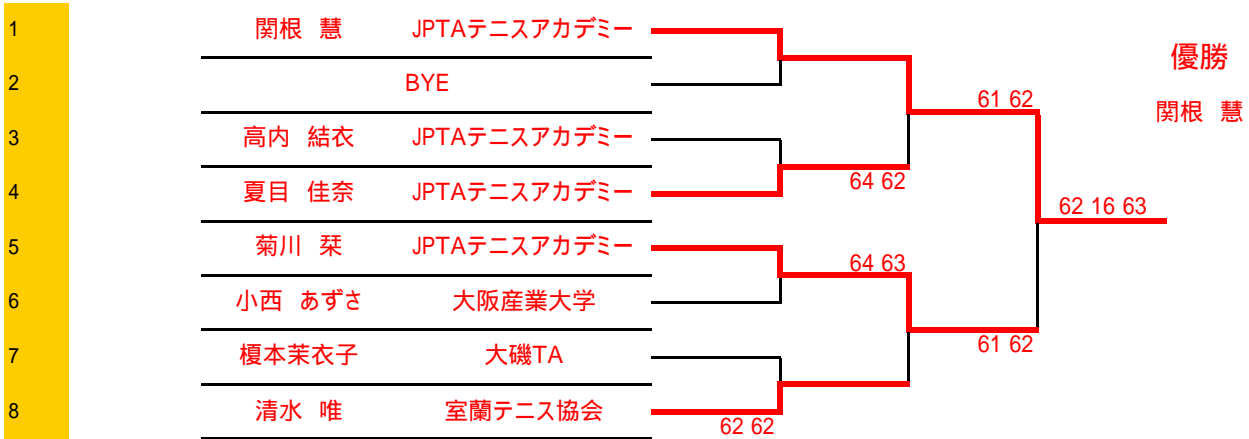 1 関根 慧 JPTAテニスアカデミー
優勝
2 BYE
61 62
関根 慧
3 高内 結衣 JPTAテニスアカデミー
64 62
4 夏目 佳奈 JPTAテニスアカデミー
62 16 63
5 菊川 栞 JPTAテニスアカデミー
64 63
6 小西 あずさ 大阪産業大学
61 62
7 榎本茉衣子 大磯TA
8 清水 唯 室蘭テニス協会
62 62